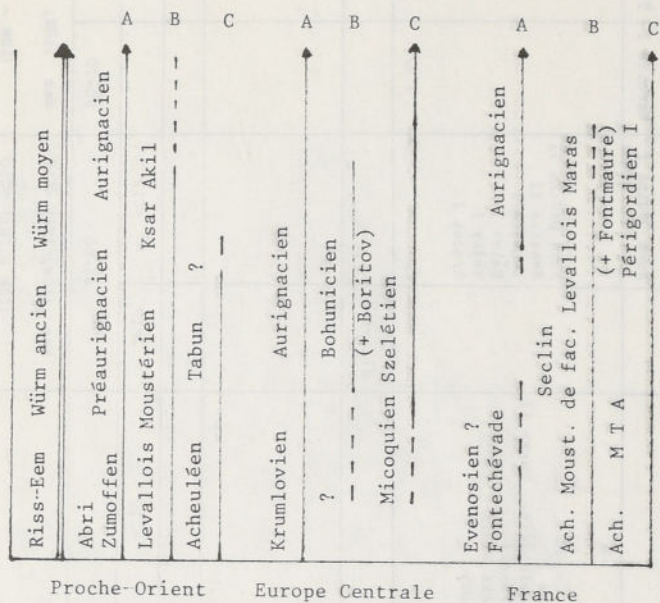 A B C A B C A B C
Riss--Eem Würm ancien Würm moyen
Abri Zumoffen Préaurignacien Aurignacien
Levallois Moustérien Ksar Akil
Acheuléen Tabun ?
Krumlovien Aurignacien
? Bohunicien
(+ Boritov)
Micoquien Szelétien
Evenosien ?
Fontechévade Aurignacien
Seclin
Ach. Moust. de fac. Levallois Maras
(+ Fontmaure)
Ach. M T A Périgordien I
Proche-Orient Europe Centrale France